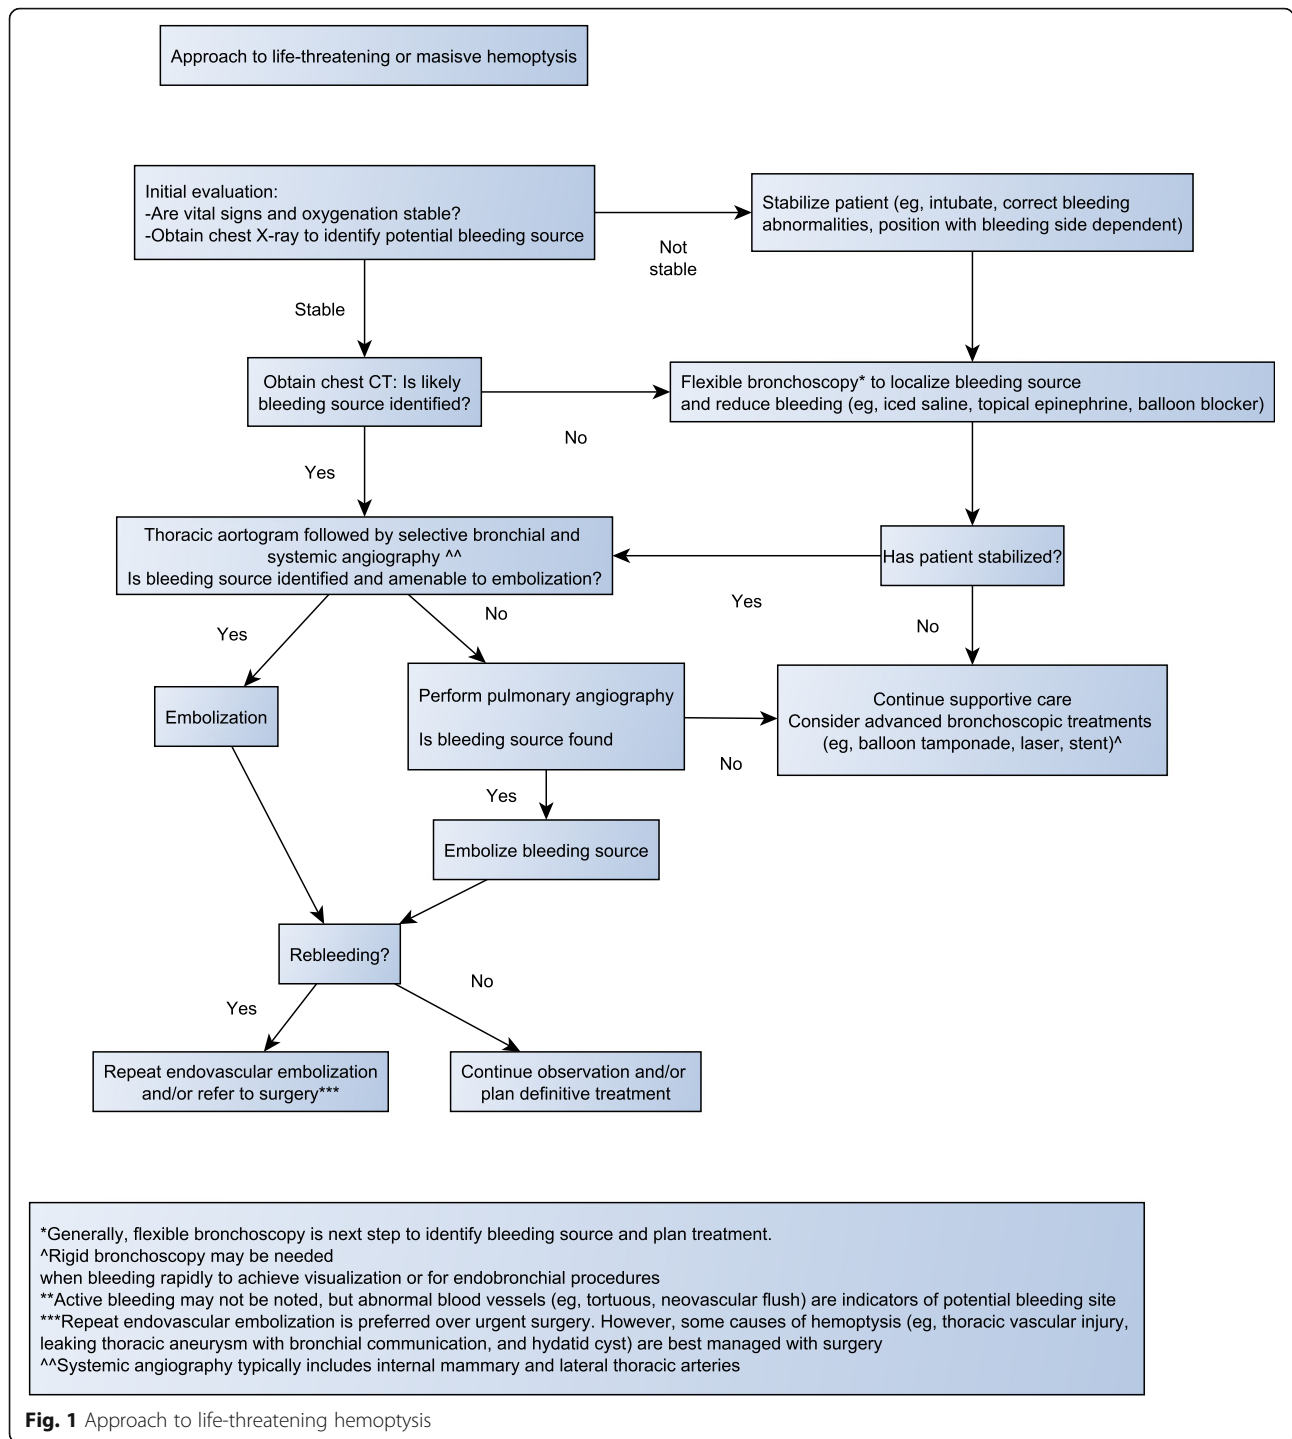 Approach to life-threatening or masisve hemoptysis
Initial evaluation:
-Are vital signs and oxygenation stable?
-Obtain chest X-ray to identify potential bleeding source
Stabilize patient (eg, intubate, correct bleeding
abnormalities, position with bleeding side dependent)
Not
stable
Stable
Obtain chest CT: Is likely
bleeding source identified?
Flexible bronchoscopy* to localize bleeding source
and reduce bleeding (eg, iced saline, topical epinephrine, balloon blocker)
No
Yes
Thoracic aortogram followed by selective bronchial and
systemic angiography ^^
Is bleeding source identified and amenable to embolization?
Has patient stabilized?
Yes
No
Yes
No
Embolization
Perform pulmonary angiography
Is bleeding source found
Continue supportive care
Consider advanced bronchoscopic treatments
(eg, balloon tamponade, laser, stent)^
No
Yes
Embolize bleeding source
Rebleeding?
Yes
No
Repeat endovascular embolization
and/or refer to surgery***
Continue observation and/or
plan definitive treatment
*Generally, flexible bronchoscopy is next step to identify bleeding source and plan treatment.
^Rigid bronchoscopy may be needed
when bleeding rapidly to achieve visualization or for endobronchial procedures
**Active bleeding may not be noted, but abnormal blood vessels (eg, tortuous, neovascular flush) are indicators of potential bleeding site
***Repeat endovascular embolization is preferred over urgent surgery. However, some causes of hemoptysis (eg, thoracic vascular injury,
leaking thoracic aneurysm with bronchial communication, and hydatid cyst) are best managed with surgery
^^Systemic angiography typically includes internal mammary and lateral thoracic arteries
Fig. 1 Approach to life-threatening hemoptysis